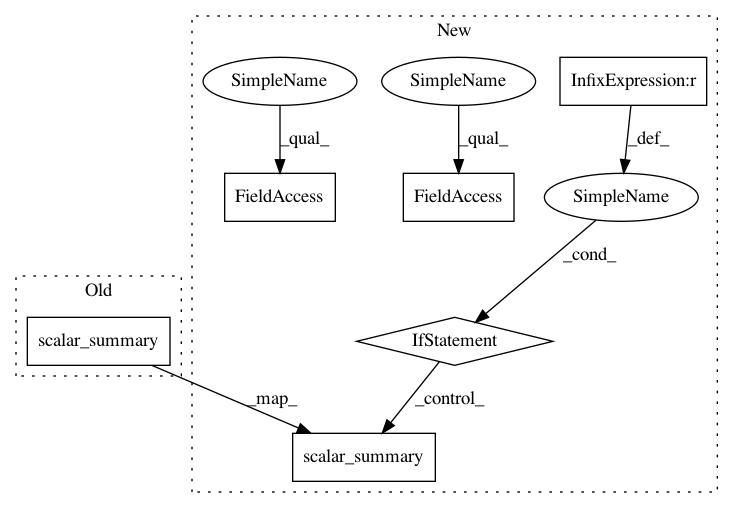 New
SimpleName
SimpleName
InfixExpression:r
_qual_
_qual_
_def_
FieldAccess
FieldAccess
SimpleName
_cond_
Old
scalar_summary
IfStatement
_map_
_control_
scalar_summary